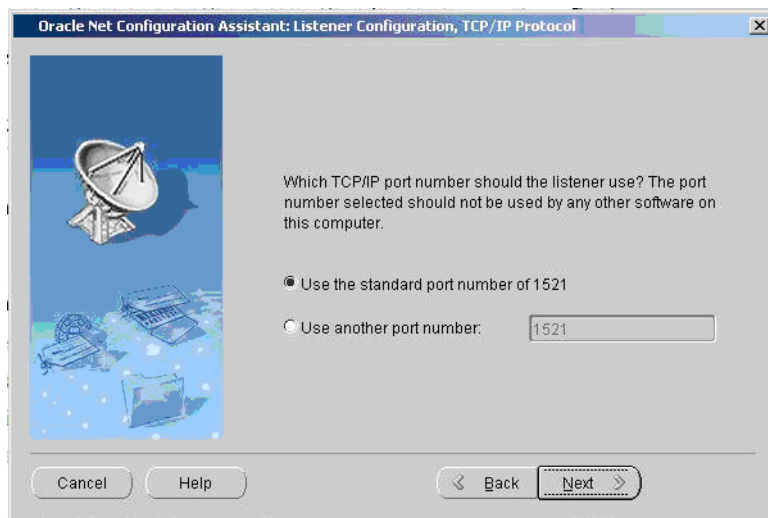 Oracle Net Configuration Assistant: Listener Configuration, TCP/IP Protocol
Which TCP/IP port number should the listener use? The port
number selected should not be used by any other software on
this computer.
Use the standard port number of 1521
Use another port number: 1521
Cancel Help Back Next